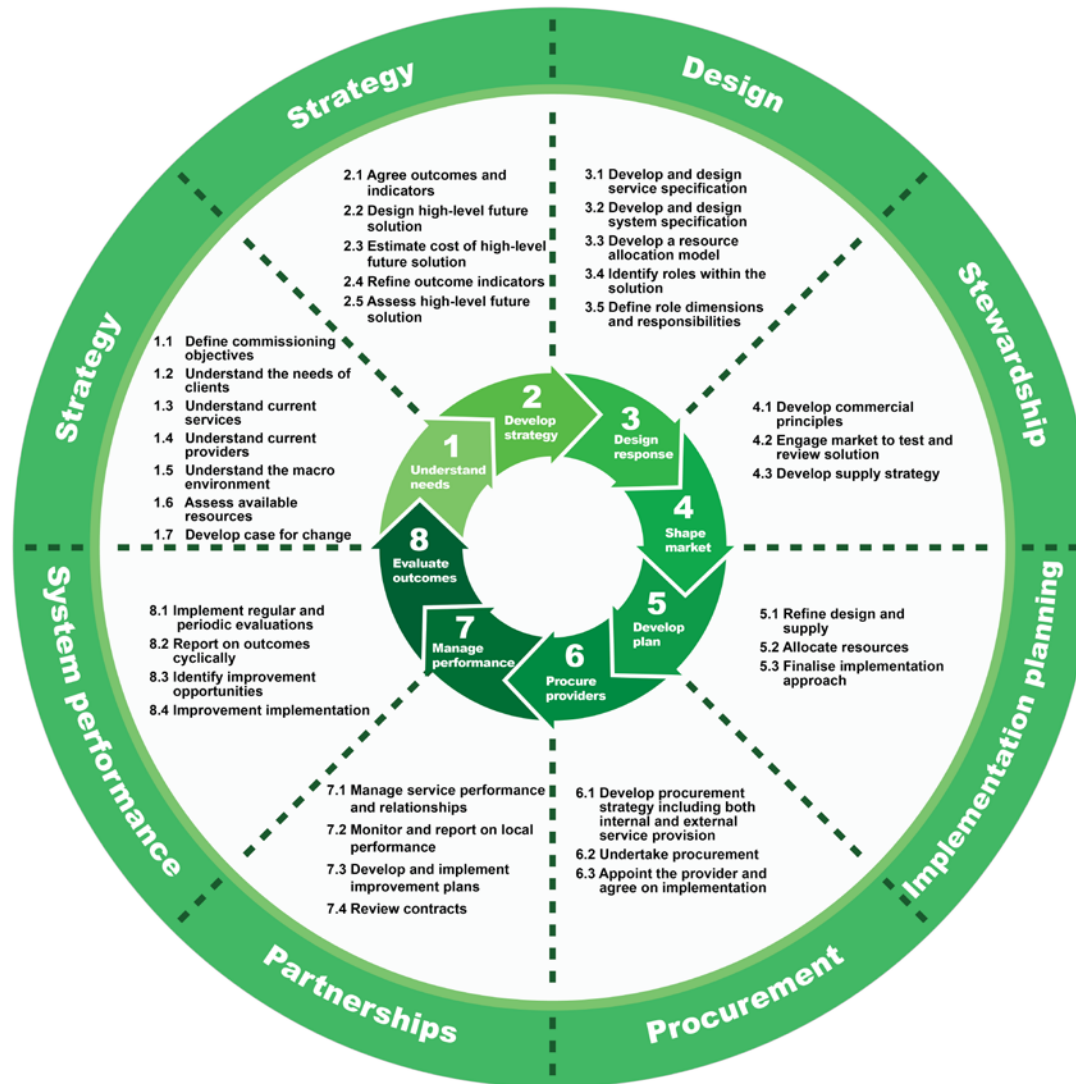 Strategy
Design
Stewardship
Implementation planning
Procurement
Partnerships
System performance
Strategy
1
Understand
needs
2
Develop
strategy
3
Design
response
4
Shape
market
5
Develop
plan
6
Procure
providers
7
Manage
performance
8
Evaluate
outcomes
1.1 Define commissioning
objectives
1.2 Understand the needs of
clients
1.3 Understand current
services
1.4 Understand current
providers
1.5 Understand the macro
environment
1.6 Assess available
resources
1.7 Develop case for change
2.1 Agree outcomes and
indicators
2.2 Design high-level future
solution
2.3 Estimate cost of high-level
future solution
2.4 Refine outcome indicators
2.5 Assess high-level future
solution
3.1 Develop and design
service specification
3.2 Develop and design
system specification
3.3 Develop a resource
allocation model
3.4 Identify roles within the
solution
3.5 Define role dimensions
and responsibilities
4.1 Develop commercial
principles
4.2 Engage market to test and
review solution
4.3 Develop supply strategy
5.1 Refine design and
supply
5.2 Allocate resources
5.3 Finalise implementation
approach
6.1 Develop procurement
strategy including both
internal and external
service provision
6.2 Undertake procurement
6.3 Appoint the provider and
agree on implementation
7.1 Manage service performance
and relationships
7.2 Monitor and report on local
performance
7.3 Develop and implement
improvement plans
7.4 Review contracts
8.1 Implement regular and
periodic evaluations
8.2 Report on outcomes
cyclically
8.3 Identify improvement
opportunities
8.4 Improvement implementation